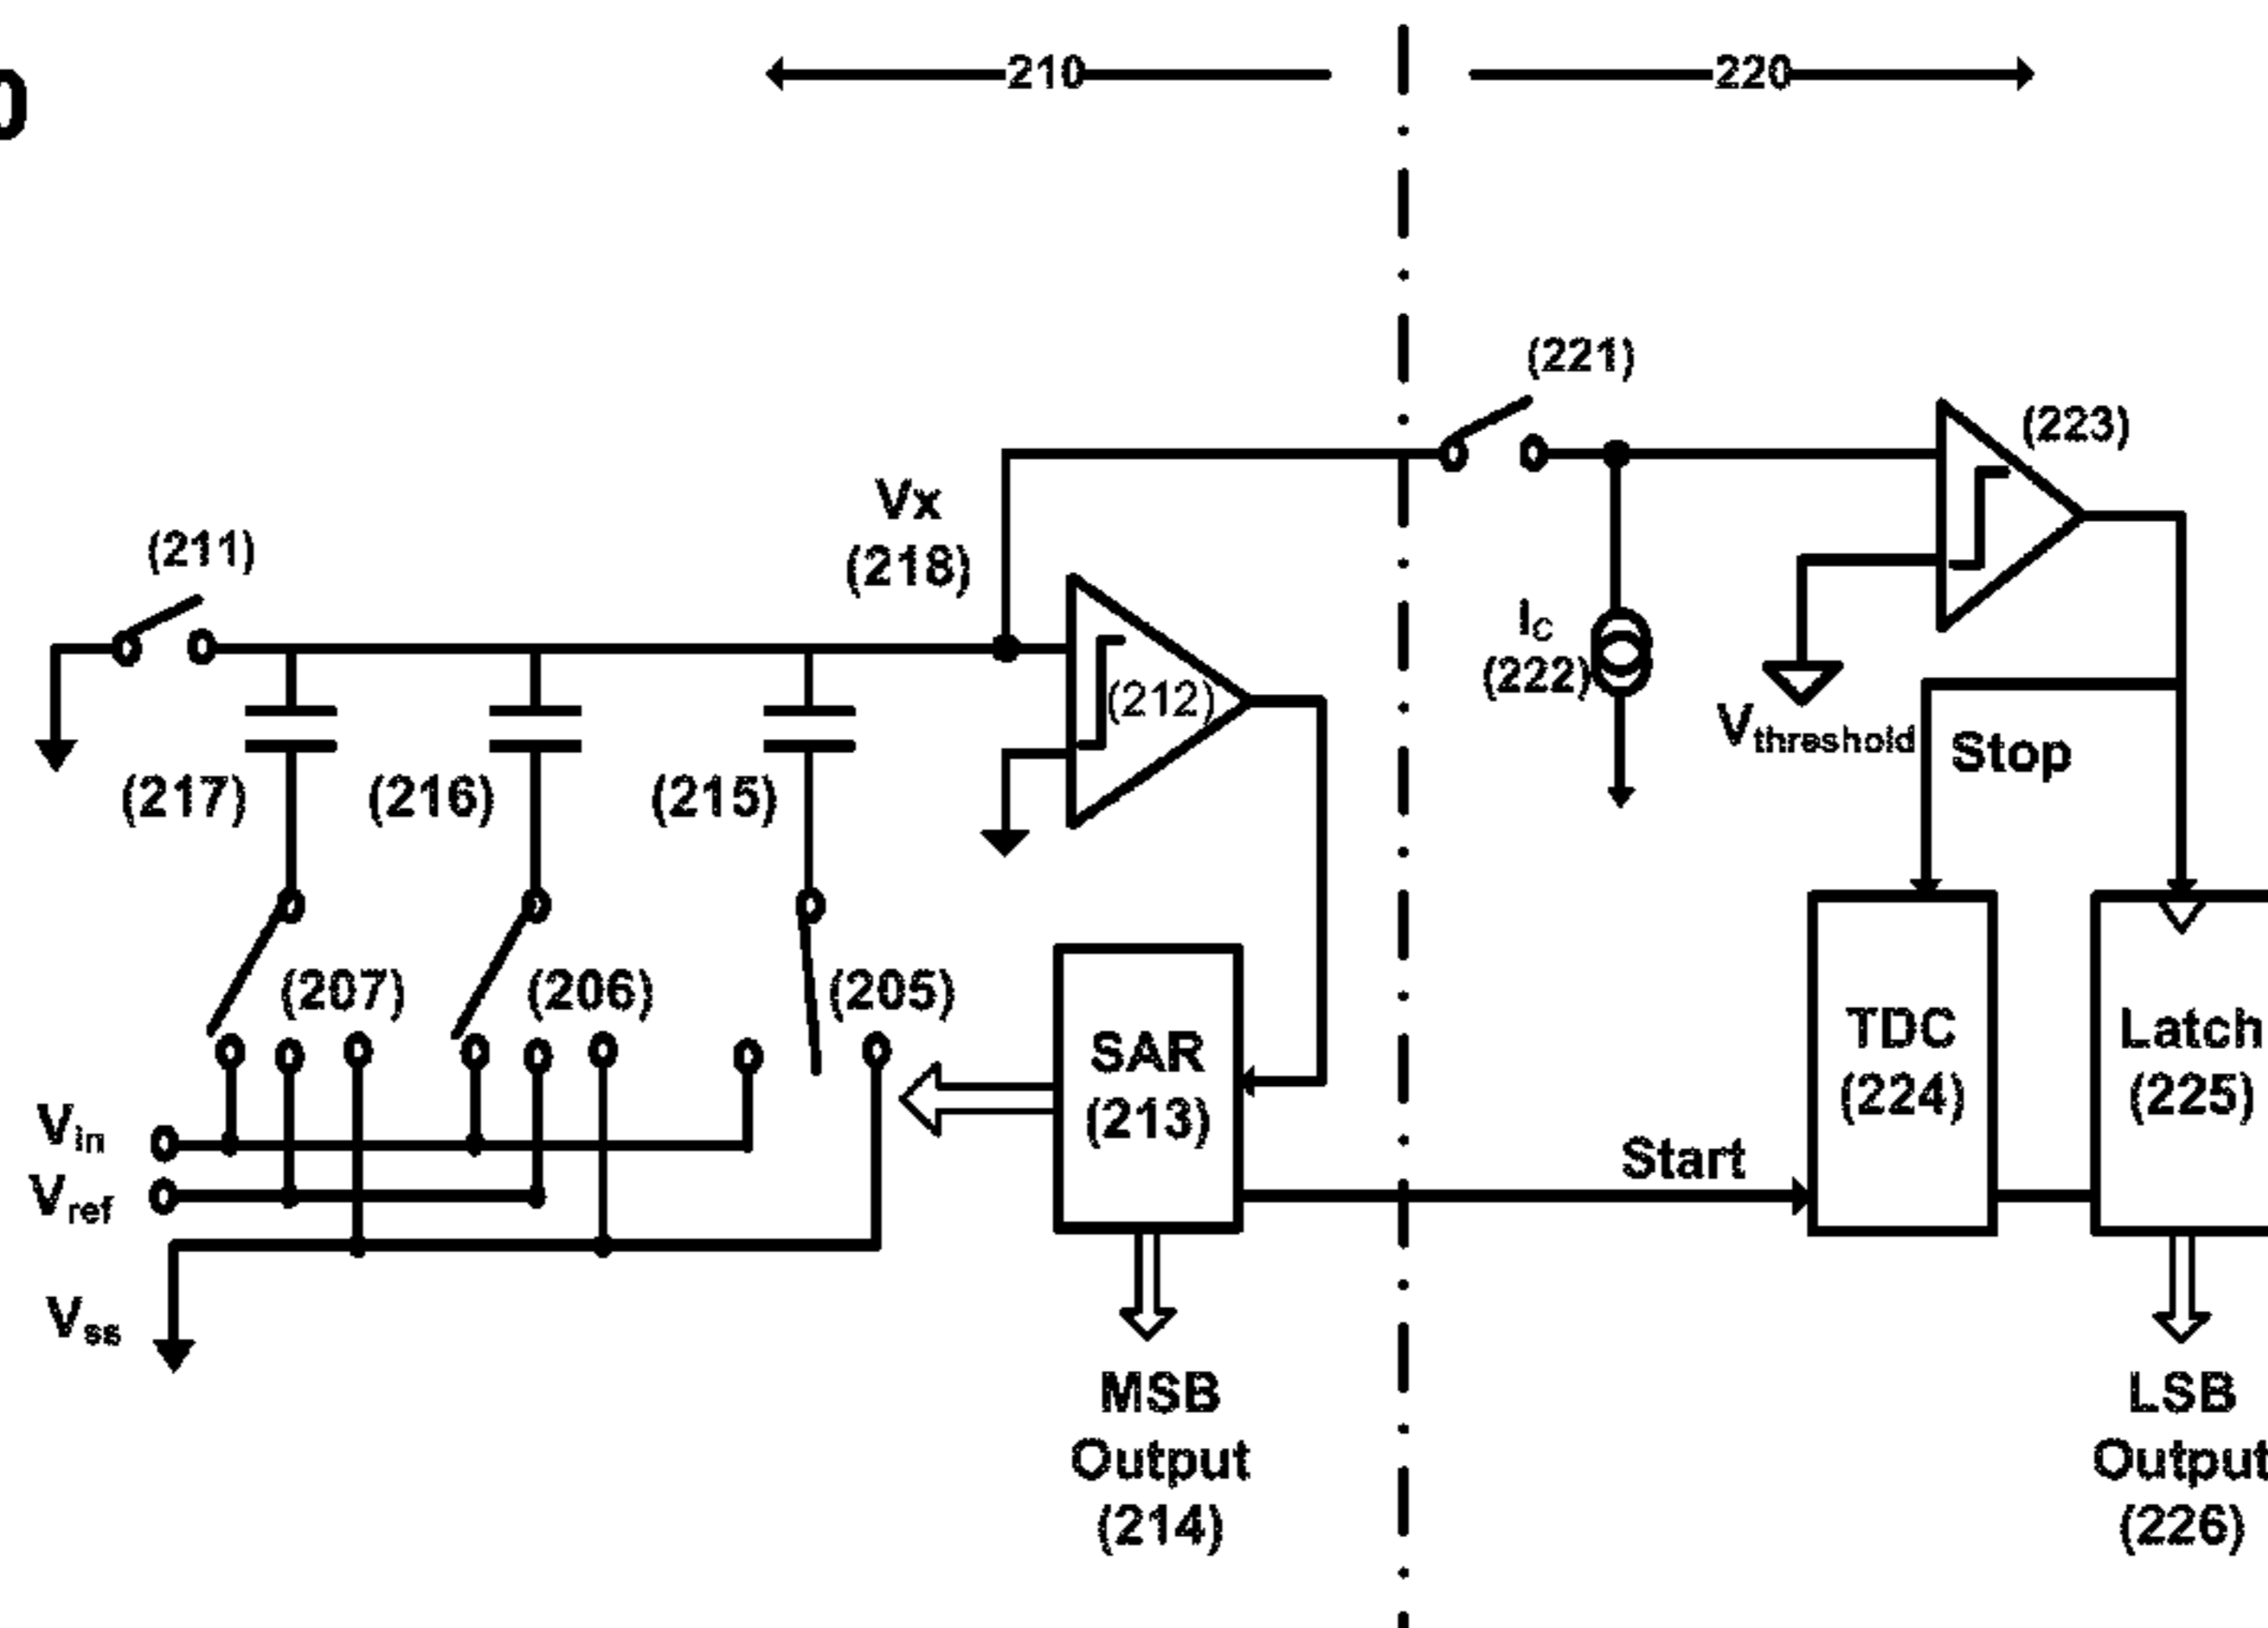 0
210
220
(221)
(223)
Vx
(218)
(211)
(212)
Ic
(222)
Vthreshold
Stop
(217)
(216)
(215)
(207)
(206)
(205)
SAR
(213)
TDC
(224)
Latch
(225)
Vin
Vref
Vss
Start
MSB
Output
(214)
LSB
Output
(226)